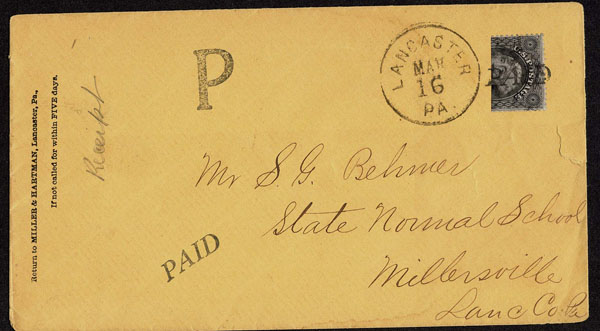 Return to MILLER & HARTMAN, Lancaster, Pa.,
If not called for within FIVE days.
Receipt
P
LANCASTER
MAR
16
PA.
U.S. POSTAGE
PAID
Mr S. G. Behmer
State Normal School
Millersville
Lanc Co. Pa
PAID